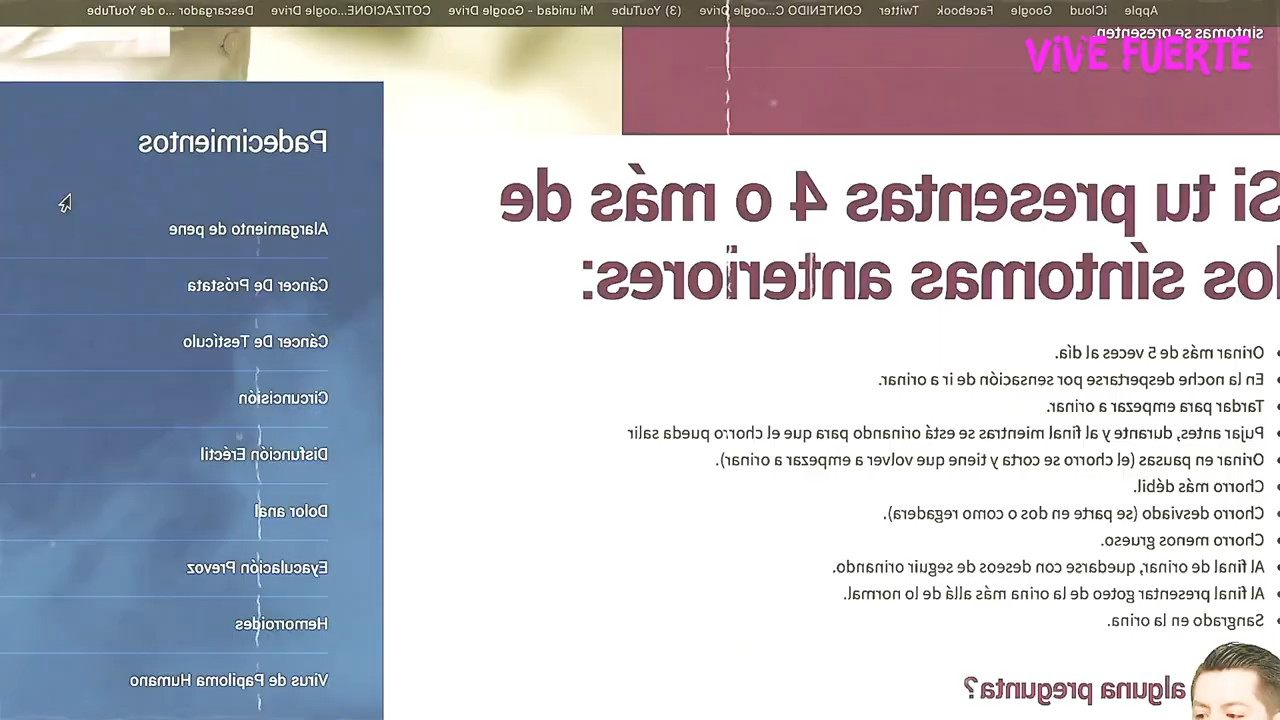 Apple iCloud Google Facebook Twitter CONTENIDO C...oogle Drive (3) YouTube Mi unidad - Google Drive COTIZACIONE...oogle Drive Descargador ...o de YouTube
síntomas se presenten
VIVE FUERTE
Si tu presentas 4 o más de
los síntomas anteriores:
• Orinar más de 5 veces al día.
• En la noche despertarse por sensación de ir a orinar.
• Tardar para empezar a orinar.
• Pujar antes, durante y al final mientras se está orinando para que el chorro pueda salir
• Orinar en pausas (el chorro se corta y tiene que volver a empezar a orinar).
• Chorro más débil.
• Chorro desviado (se parte en dos o como regadera).
• Chorro menos grueso.
• Al final de orinar, quedarse con deseos de seguir orinando.
• Al final presentar goteo de la orina más allá de lo normal.
• Sangrado en la orina.
alguna pregunta?
Padecimientos
Alargamiento de pene
Cáncer De Próstata
Cáncer De Testículo
Circuncisión
Disfunción Eréctil
Dolor anal
Eyaculación Prevoz
Hemorroides
Virus de Papiloma Humano